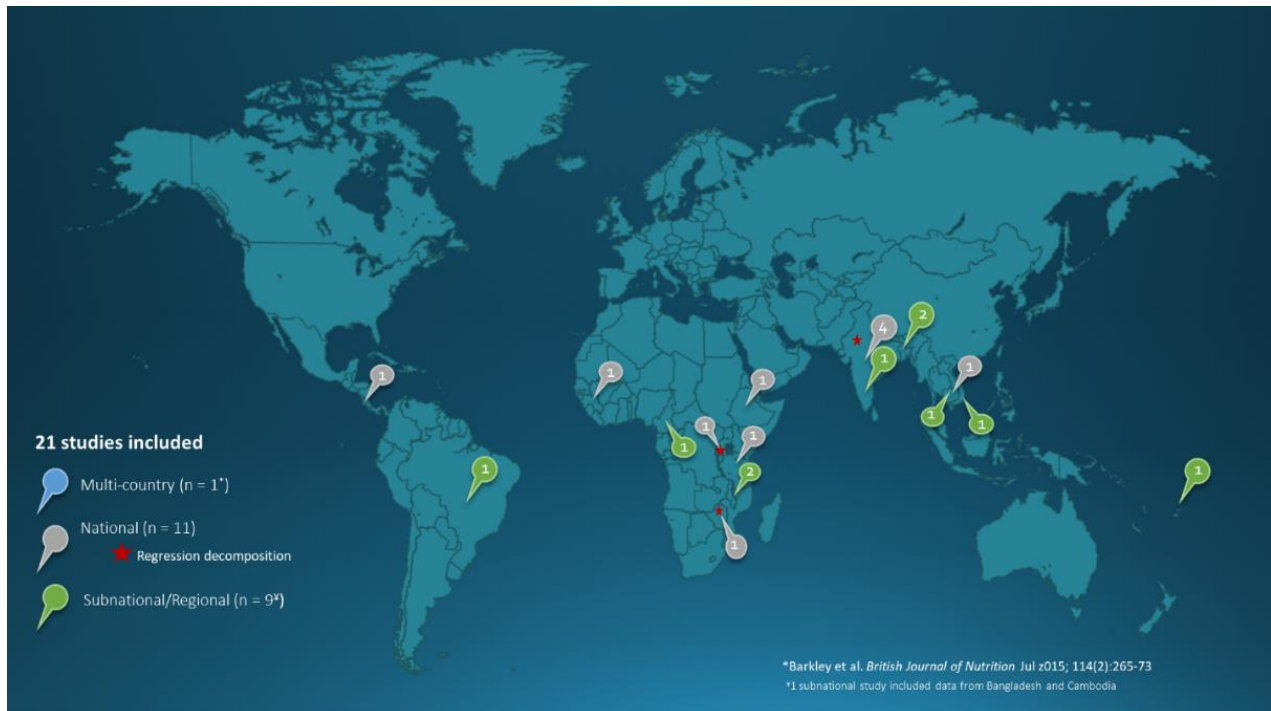 1
1
1
1
1
1
1
2
1
1
4
2
1
1
1
1
1
21 studies included
Multi-country (n = 1*)
National (n = 11)
Regression decomposition
Subnational/Regional (n = 9¥)
*Barkley et al. British Journal of Nutrition Jul z015; 114(2):265-73
*1 subnational study included data from Bangladesh and Cambodia